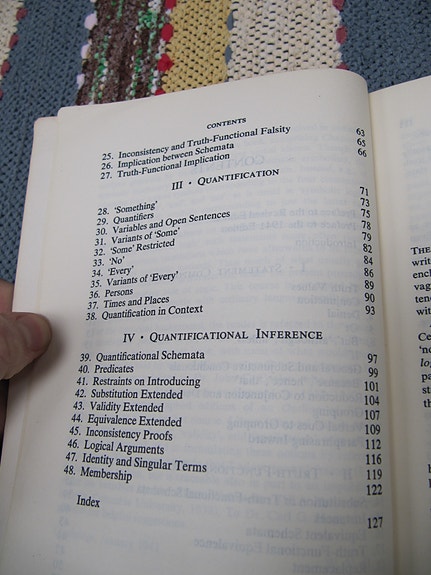 CONTENTS
25. Inconsistency and Truth-Functional Falsity 63
26. Implication between Schemata 65
27. Truth-Functional Implication 66
III · QUANTIFICATION
28. 'Something' 71
29. Quantifiers 73
30. Variables and Open Sentences 75
31. Variants of 'Some' 78
32. 'Some' Restricted 79
33. 'No' 82
34. 'Every' 84
35. Variants of 'Every' 86
36. Persons 89
37. Times and Places 90
38. Quantification in Context 93
IV · QUANTIFICATIONAL INFERENCE
39. Quantificational Schemata 97
40. Predicates 99
41. Restraints on Introducing 101
42. Substitution Extended 104
43. Validity Extended 107
44. Equivalence Extended 109
45. Inconsistency Proofs 112
46. Logical Arguments 116
47. Identity and Singular Terms 119
48. Membership 122
Index 127